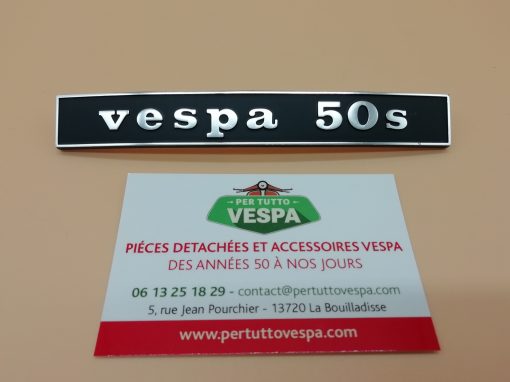 vespa 50s
PER TUTTO
VESPA
PIÉCES DETACHÉES ET ACCESSOIRES VESPA
DES ANNÉES 50 À NOS JOURS
06 13 25 18 29 - contact@pertuttovespa.com
5, rue Jean Pourchier - 13720 La Bouilladisse
www.pertuttovespa.com